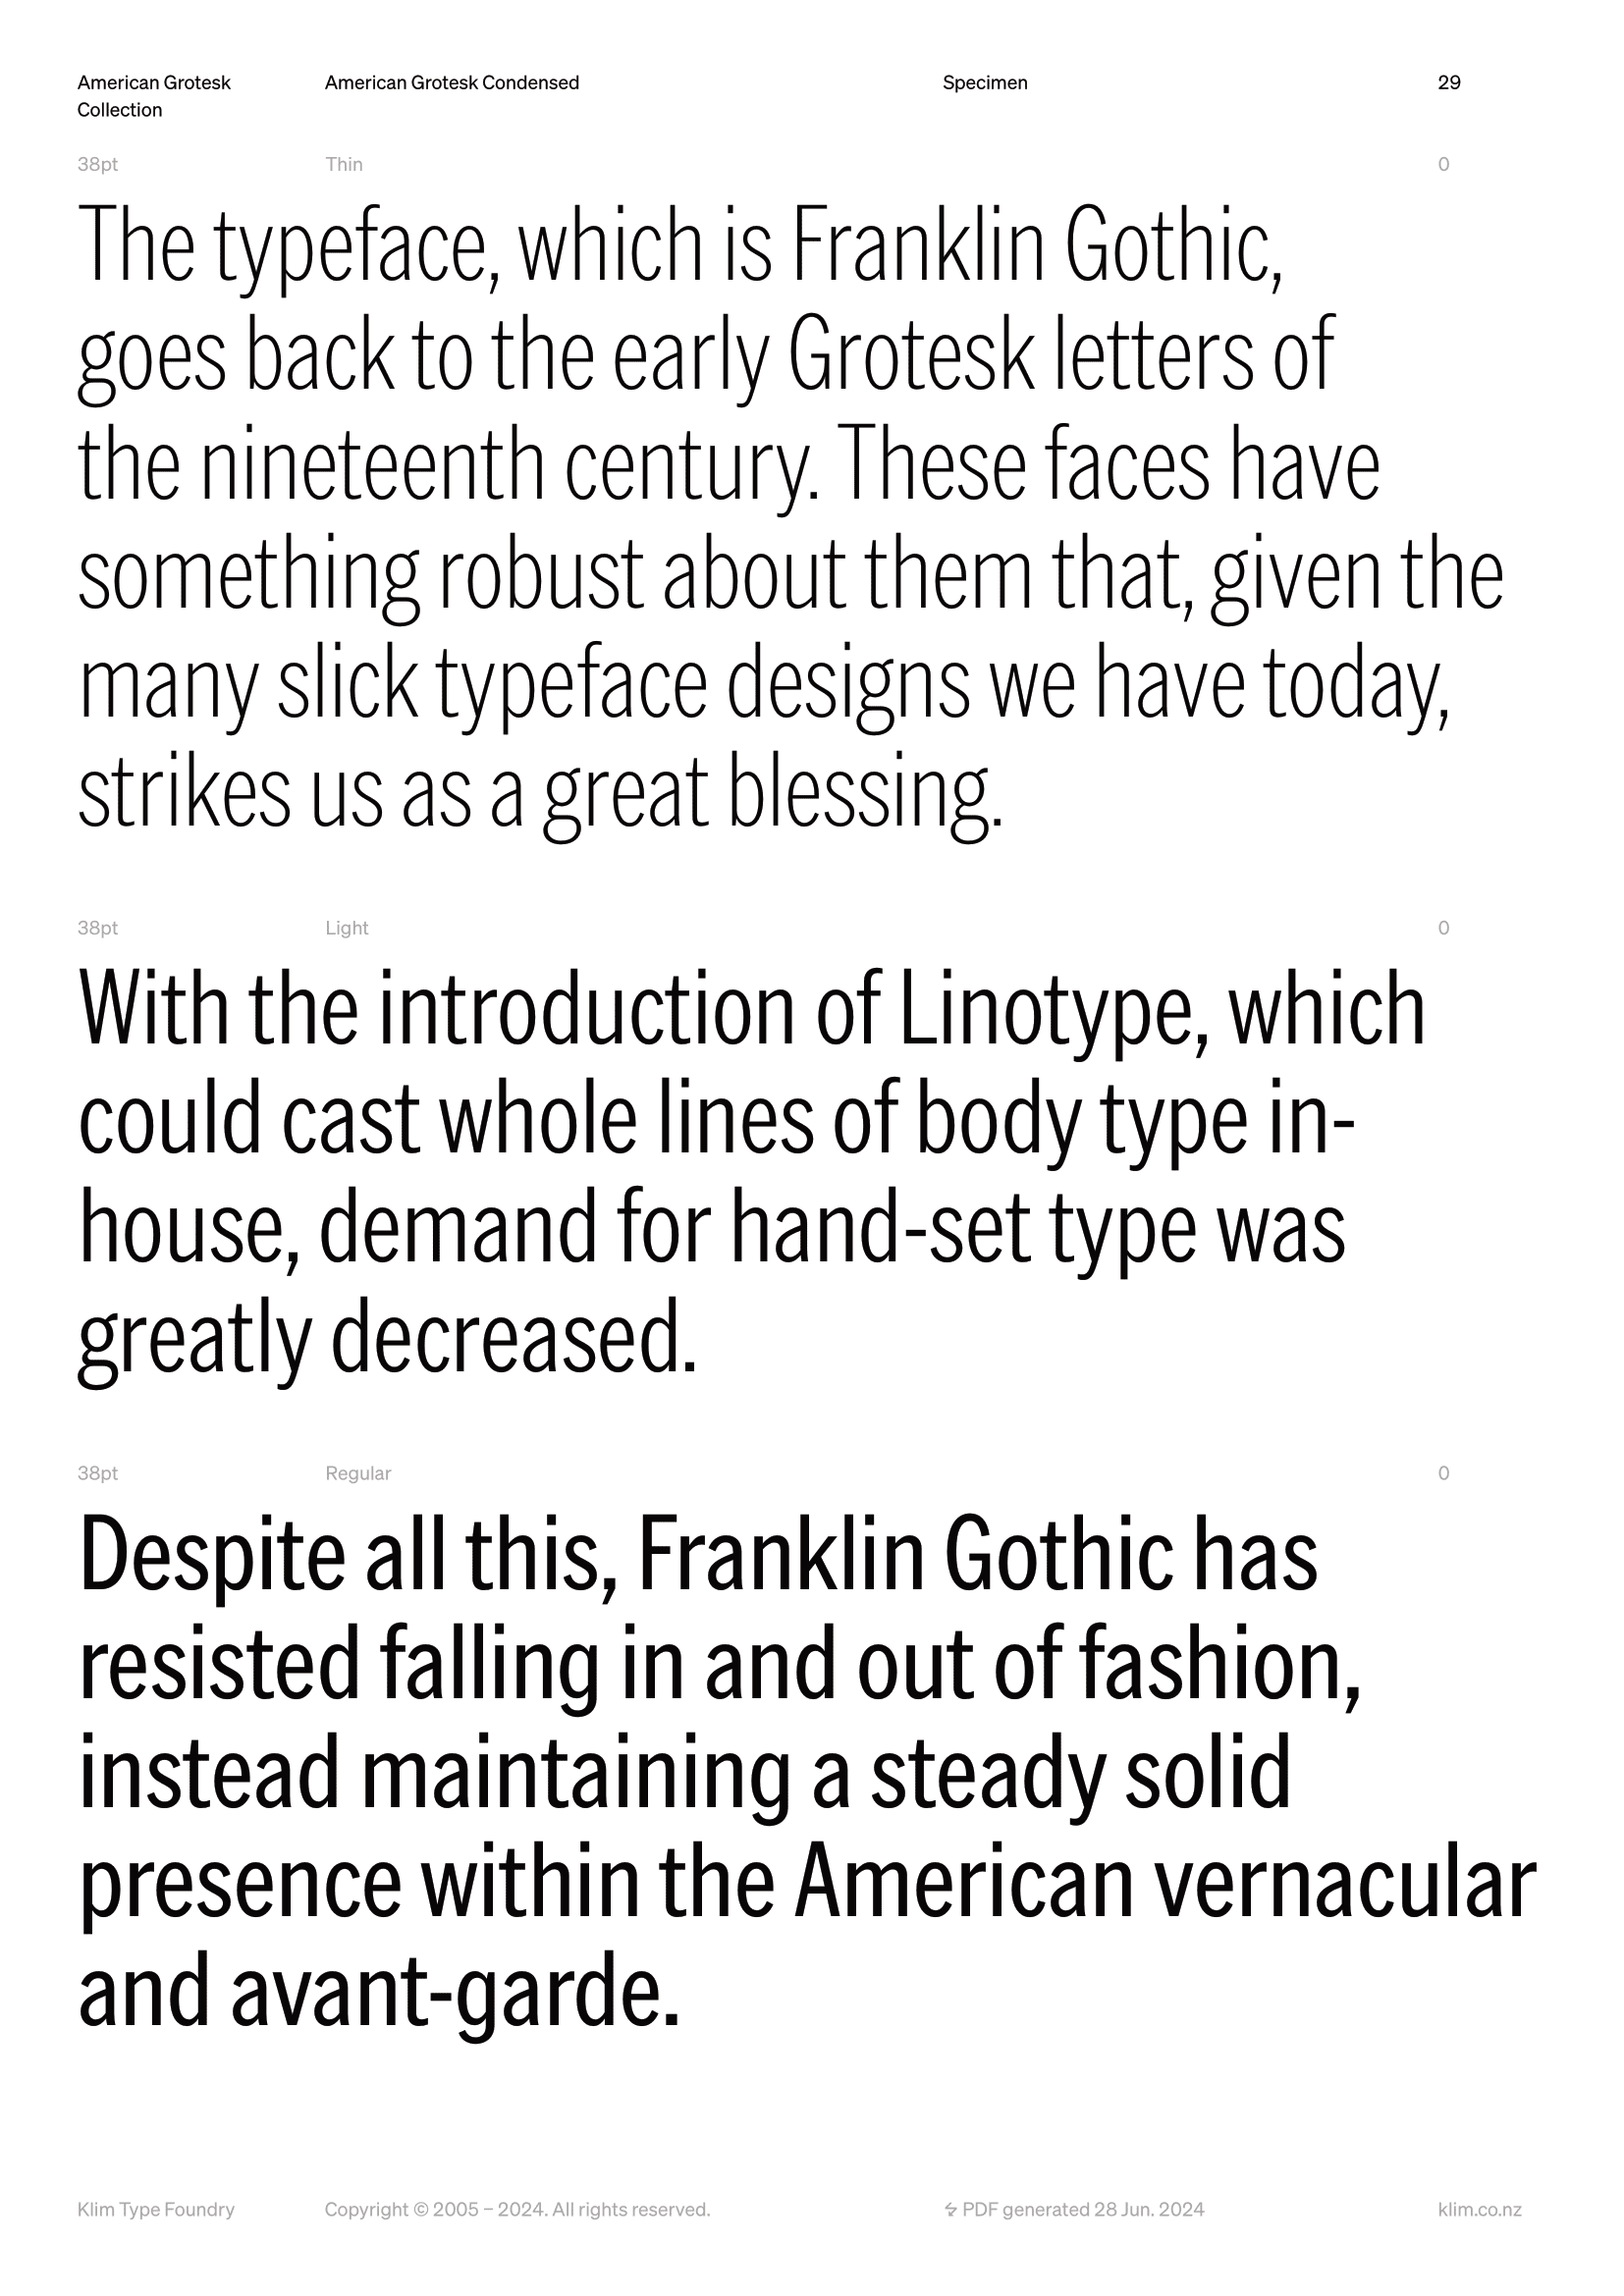 American Grotesk Collection American Grotesk Condensed Specimen 29
38pt Thin 0
The typeface, which is Franklin Gothic,
goes back to the early Grotesk letters of
the nineteenth century. These faces have
something robust about them that, given the
many slick typeface designs we have today,
strikes us as a great blessing.
38pt Light 0
With the introduction of Linotype, which
could cast whole lines of body type in-
house, demand for hand-set type was
greatly decreased.
38pt Regular 0
Despite all this, Franklin Gothic has
resisted falling in and out of fashion,
instead maintaining a steady solid
presence within the American vernacular
and avant-garde.
Klim Type Foundry Copyright © 2005 – 2024. All rights reserved. PDF generated 28 Jun. 2024 klim.co.nz